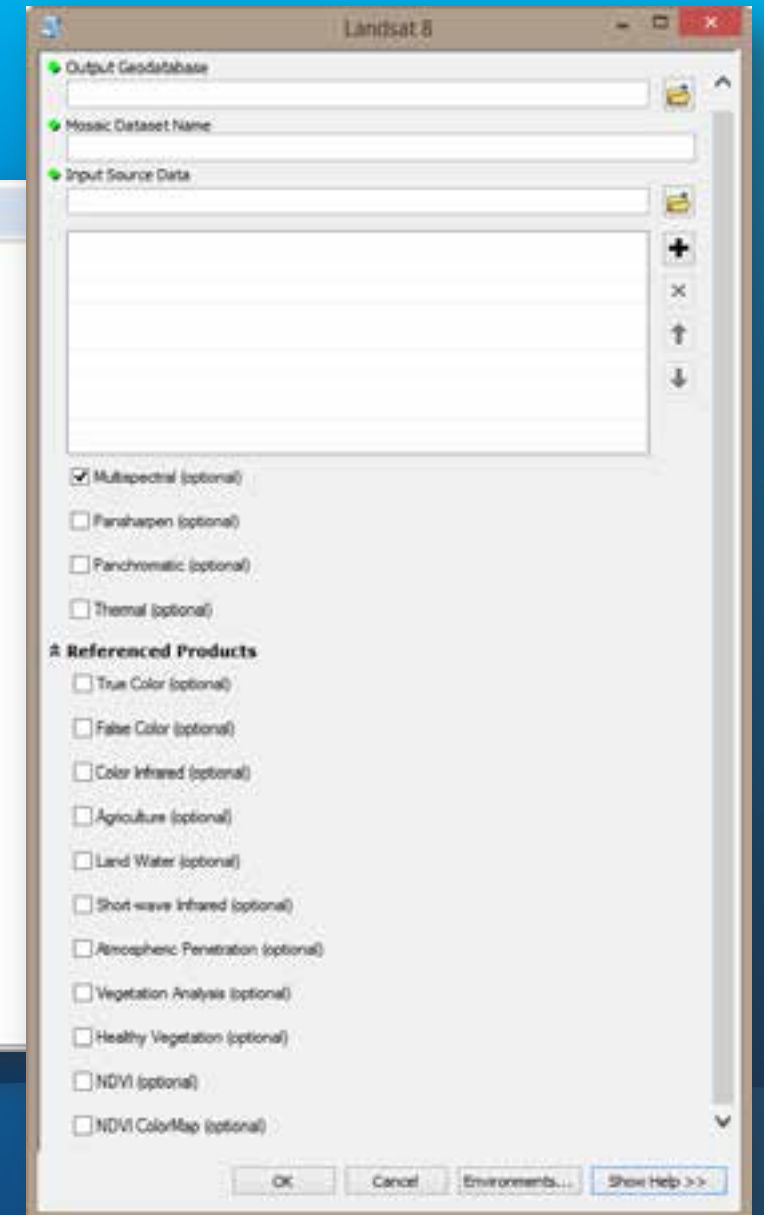 Landsat 8
Output Geodatabase
Mosaic Dataset Name
Input Source Data
Multispectral (optional)
Pansharpen (optional)
Panchromatic (optional)
Thermal (optional)
Referenced Products
True Color (optional)
False Color (optional)
Color Infrared (optional)
Agriculture (optional)
Land Water (optional)
Short-wave Infrared (optional)
Atmospheric Penetration (optional)
Vegetation Analysis (optional)
Healthy Vegetation (optional)
NDVI (optional)
NDVI ColorMap (optional)
OK Cancel Environments... Show Help >>